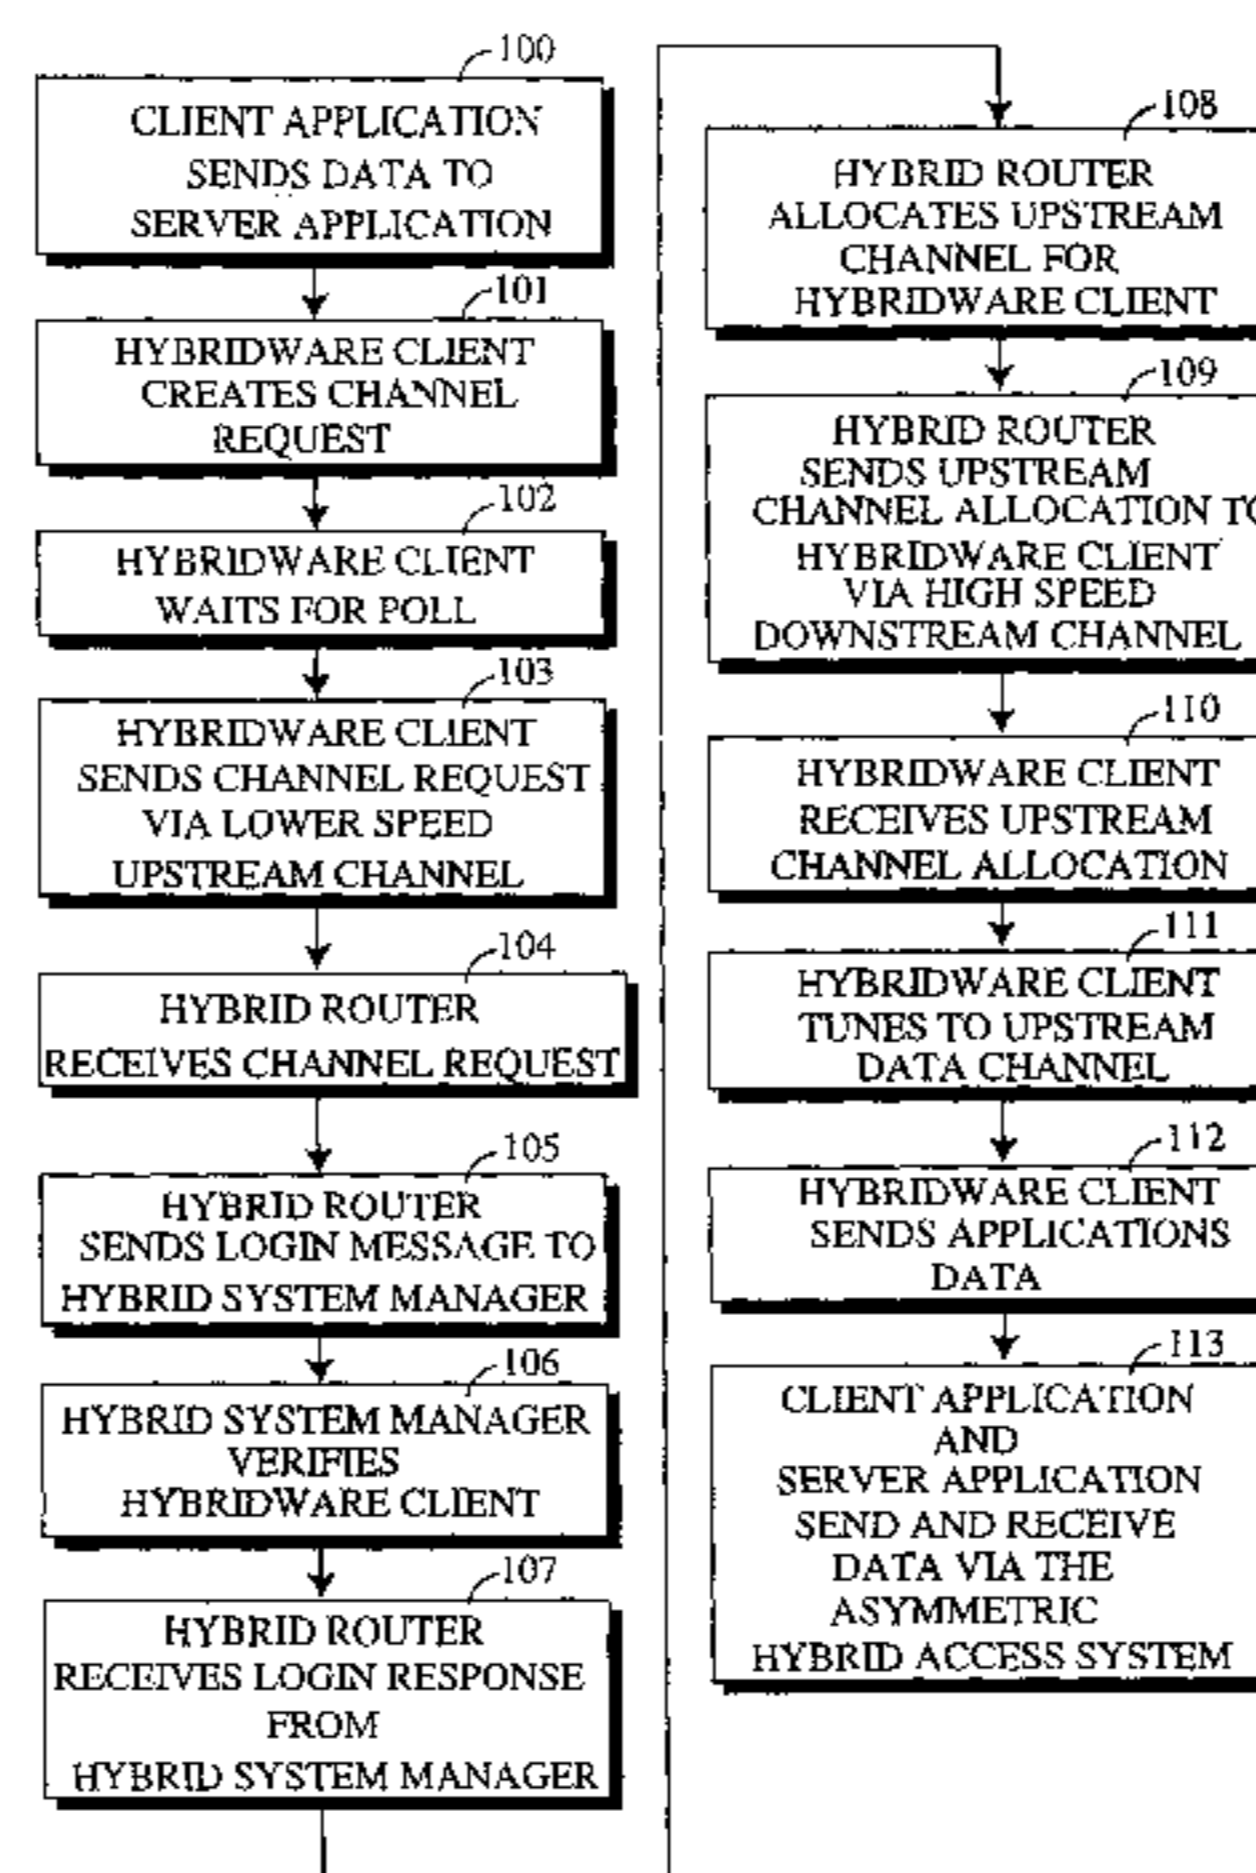 100
CLIENT APPLICATION
SENDS DATA TO
SERVER APPLICATION
101
HYBRIDWARE CLIENT
CREATES CHANNEL
REQUEST
102
HYBRIDWARE CLIENT
WAITS FOR POLL
103
HYBRIDWARE CLIENT
SENDS CHANNEL REQUEST
VIA LOWER SPEED
UPSTREAM CHANNEL
104
HYBRID ROUTER
RECEIVES CHANNEL REQUEST
105
HYBRID ROUTER
SENDS LOGIN MESSAGE TO
HYBRID SYSTEM MANAGER
106
HYBRID SYSTEM MANAGER
VERIFIES
HYBRIDWARE CLIENT
107
HYBRID ROUTER
RECEIVES LOGIN RESPONSE
FROM
HYBRID SYSTEM MANAGER
108
HYBRID ROUTER
ALLOCATES UPSTREAM
CHANNEL FOR
HYBRIDWARE CLIENT
109
HYBRID ROUTER
SENDS UPSTREAM
CHANNEL ALLOCATION TO
HYBRIDWARE CLIENT
VIA HIGH SPEED
DOWNSTREAM CHANNEL
110
HYBRIDWARE CLIENT
RECEIVES UPSTREAM
CHANNEL ALLOCATION
111
HYBRIDWARE CLIENT
TUNES TO UPSTREAM
DATA CHANNEL
112
HYBRIDWARE CLIENT
SENDS APPLICATIONS
DATA
113
CLIENT APPLICATION
AND
SERVER APPLICATION
SEND AND RECEIVE
DATA VIA THE
ASYMMETRIC
HYBRID ACCESS SYSTEM